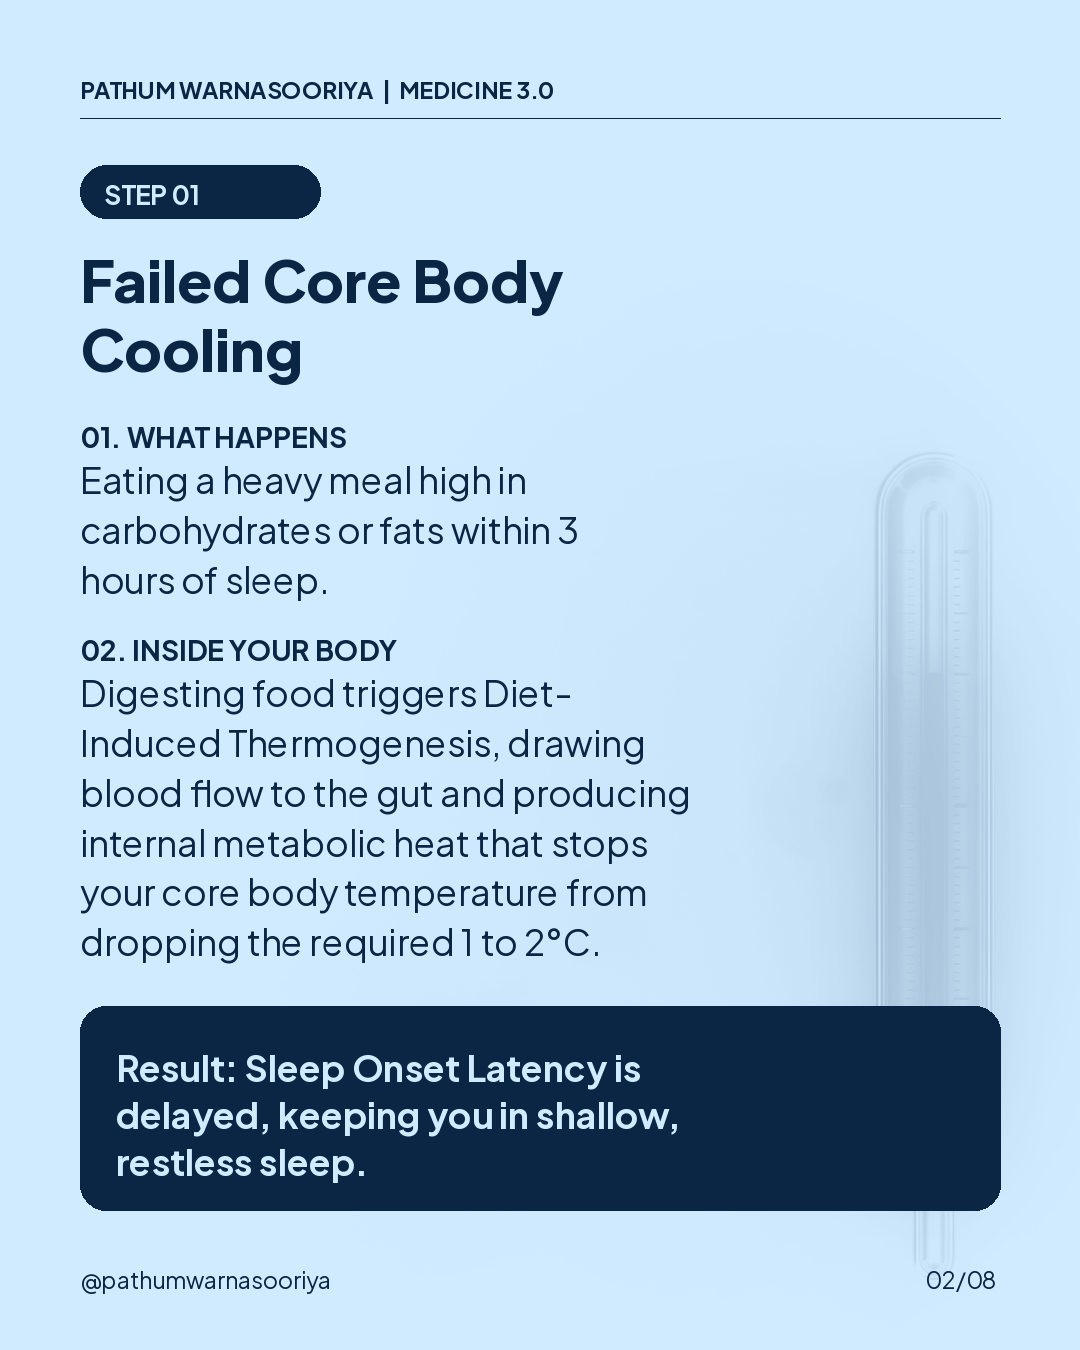 PATHUM WARNASOORIYA | MEDICINE 3.0
STEP 01
Failed Core Body
Cooling
01. WHAT HAPPENS
Eating a heavy meal high in
carbohydrates or fats within 3
hours of sleep.
02. INSIDE YOUR BODY
Digesting food triggers Diet-
Induced Thermogenesis, drawing
blood flow to the gut and producing
internal metabolic heat that stops
your core body temperature from
dropping the required 1 to 2°C.
Result: Sleep Onset Latency is
delayed, keeping you in shallow,
restless sleep.
@pathumwarnasooriya
02/08